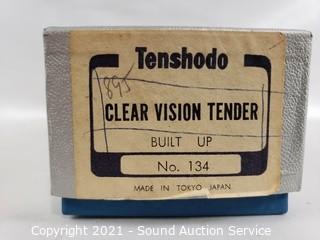 Tenshodo
895
CLEAR VISION TENDER
BUILT UP
No. 134
MADE IN TOKYO JAPAN
Copyright 2021 - Sound Auction Service